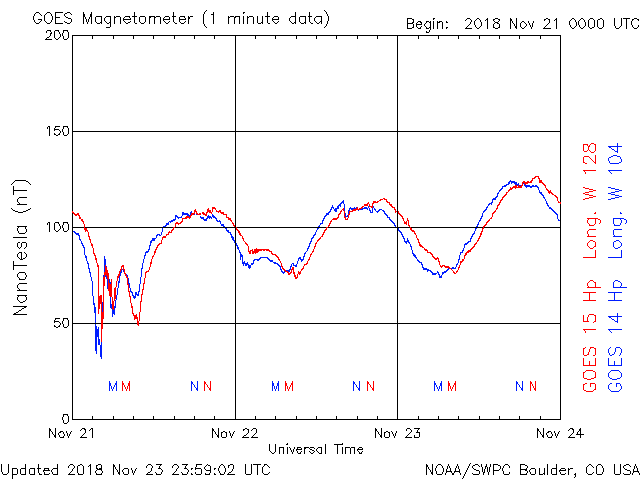 GOES Magnetometer (1 minute data)
Begin: 2018 Nov 21 0000 UTC
200
150
100
50
0
NanoTesla (nT)
M M N N M M N N M M N N
Nov 21 Nov 22 Nov 23 Nov 24
Universal Time
GOES 15 Hp Long. W 128
GOES 14 Hp Long. W 104
Updated 2018 Nov 23 23:59:02 UTC
NOAA/SWPC Boulder, CO USA